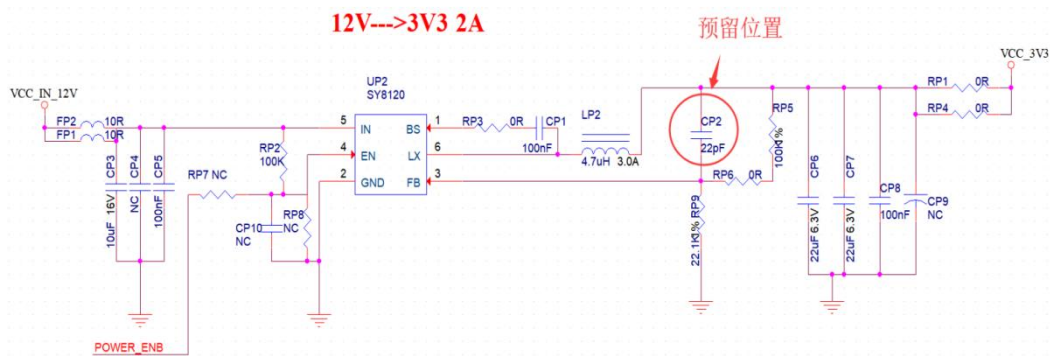 12V--->3V3 2A
预留位置
VCC_3V3
VCC_IN_12V
UP2
SY8120
FP2 10R
FP1 10R
RP1 0R
RP4 0R
RP5
100K1%
LP2
4.7uH 3.0A
CP2
22pF
RP3 0R CP1
100nF
5 IN BS 1
4 EN LX 6
2 GND FB 3
RP2
100K
RP7 NC
RP6 0R
CP3
10uF 16V
CP4
NC
CP5
100nF
CP10
NC
RP8
NC
RP9
22.1K1%
CP6
22uF 6.3V
CP7
22uF 6.3V
CP8
100nF
CP9
NC
POWER_ENB